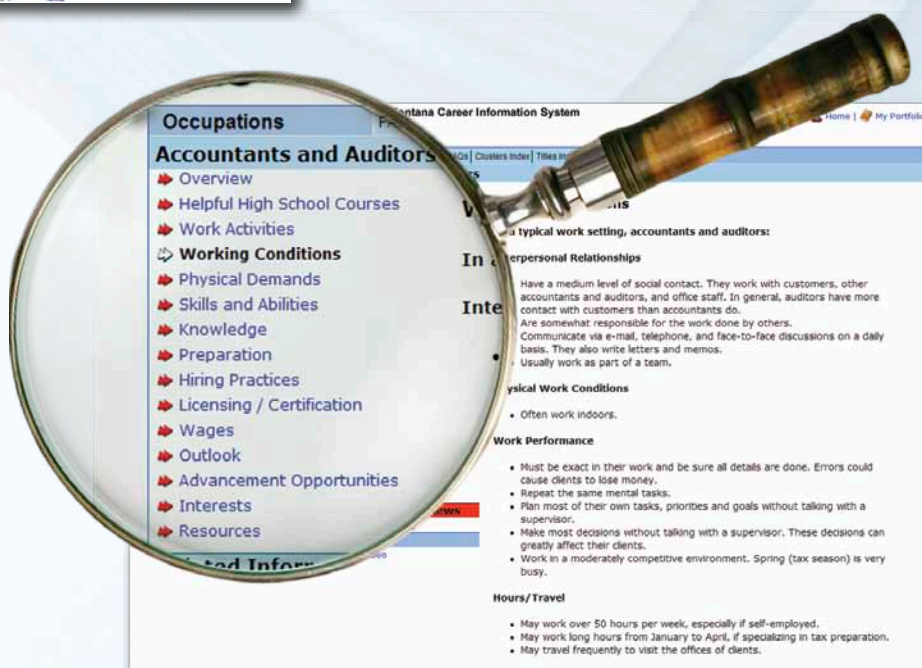 Occupations
Accountants and Auditors
Overview
Helpful High School Courses
Work Activities
Working Conditions
Physical Demands
Skills and Abilities
Knowledge
Preparation
Hiring Practices
Licensing / Certification
Wages
Outlook
Advancement Opportunities
Interests
Resources
Career Information System
Home | My Portfolio
Clusters Index | Titles
In
Inte
a typical work setting, accountants and auditors:
erpersonal Relationships
Have a medium level of social contact. They work with customers, other
accountants and auditors, and office staff. In general, auditors have more
contact with customers than accountants do.
Are somewhat responsible for the work done by others.
Communicate via e-mail, telephone, and face-to-face discussions on a daily
basis. They also write letters and memos.
Usually work as part of a team.
ysical Work Conditions
• Often work indoors.
Work Performance
• Must be exact in their work and be sure all details are done. Errors could
cause clients to lose money.
• Repeat the same mental tasks.
• Plan most of their own tasks, priorities and goals without talking with a
supervisor.
• Make most decisions without talking with a supervisor. These decisions can
greatly affect their clients.
• Work in a moderately competitive environment. Spring (tax season) is very
busy.
Hours/Travel
• May work over 50 hours per week, especially if self-employed.
• May work long hours from January to April, if specializing in tax preparation.
• May travel frequently to visit the offices of clients.